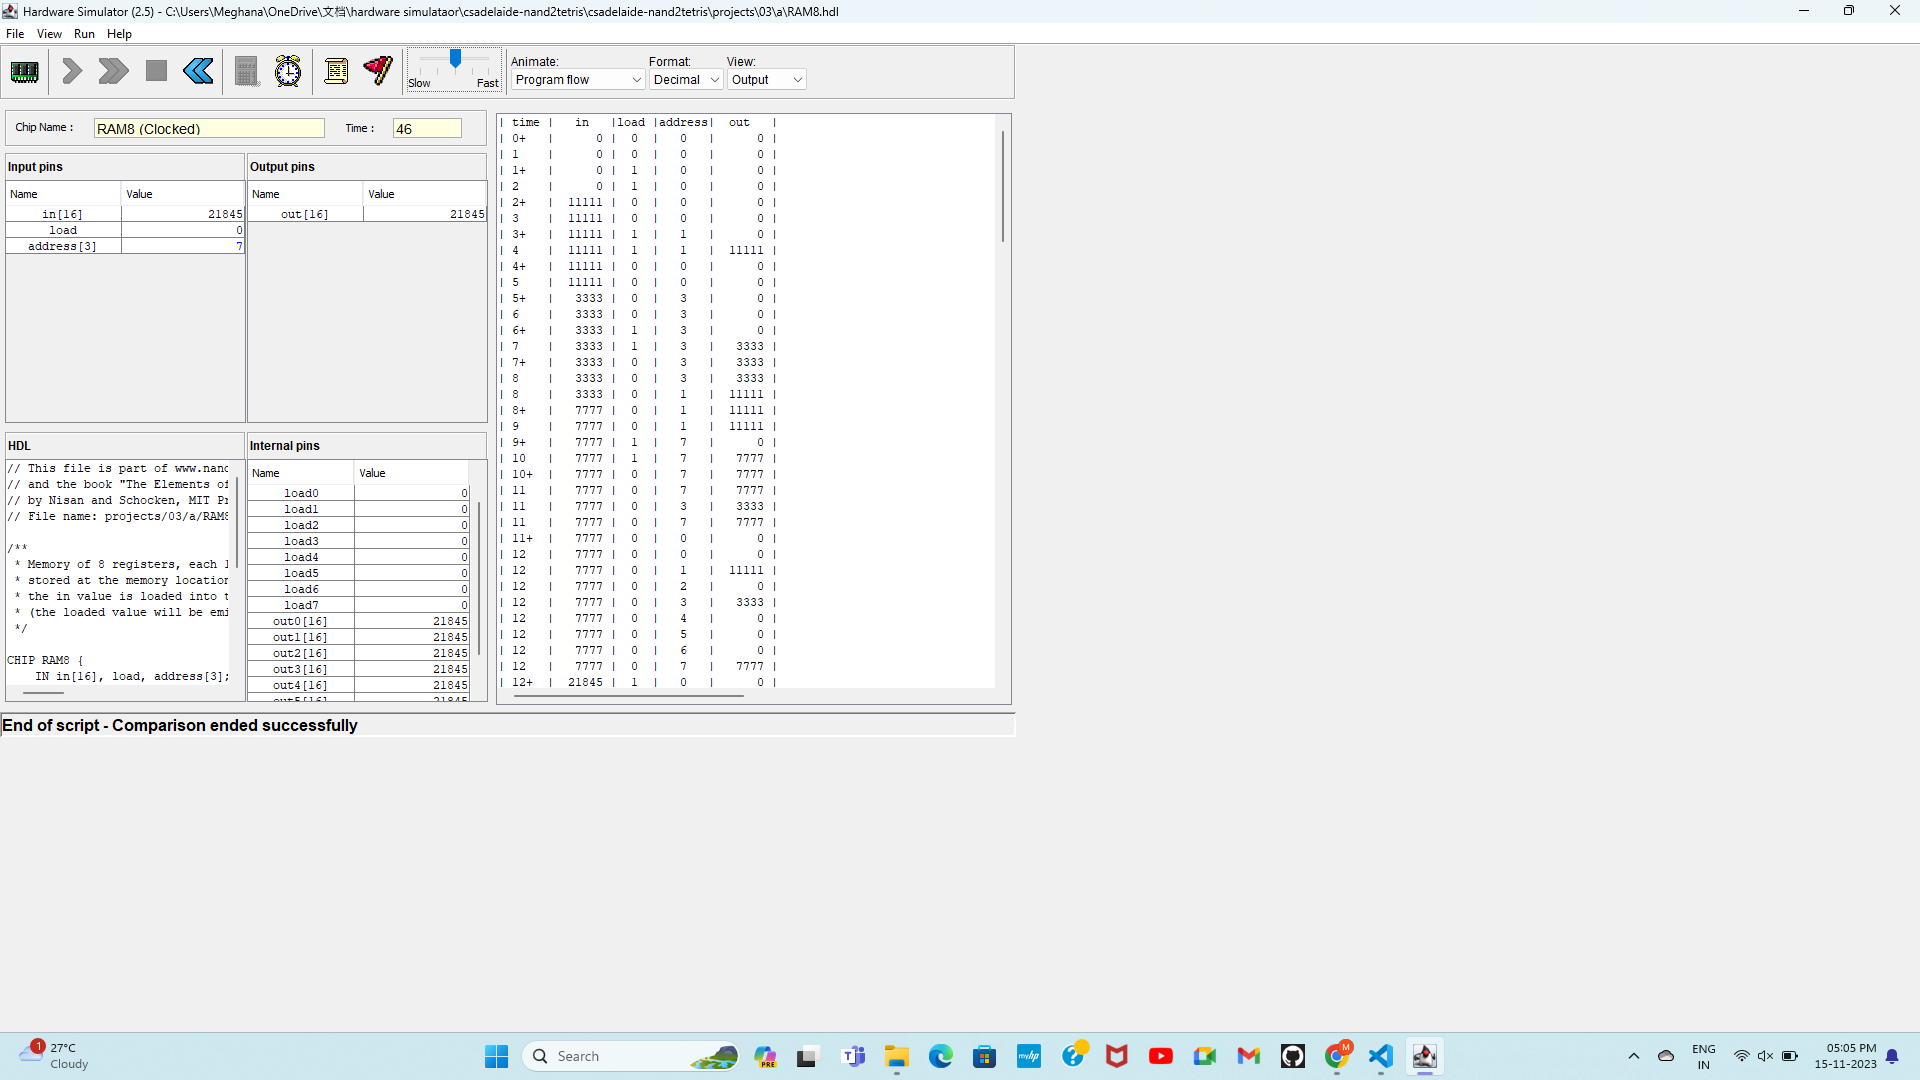 Hardware Simulator (2.5) - C:\Users\Meghana\OneDrive\文档\hardware simulataor\csadelaide-nand2tetris\csadelaide-nand2tetris\projects\03\a\RAM8.hdl
File View Run Help
Slow Fast
Animate: Format: View:
Program flow Decimal Output
Chip Name : RAM8 (Clocked) Time : 46
Input pins
Name Value
in[16] 21845
load 0
address[3] 7
Output pins
Name Value
out[16] 21845
HDL
// This file is part of www.nand
// and the book "The Elements of
// by Nisan and Schocken, MIT Pr
// File name: projects/03/a/RAM8
/**
* Memory of 8 registers, each 1
* stored at the memory location
* the in value is loaded into t
* (the loaded value will be emi
*/
CHIP RAM8 {
IN in[16], load, address[3];
Internal pins
Name Value
load0 0
load1 0
load2 0
load3 0
load4 0
load5 0
load6 0
load7 0
out0[16] 21845
out1[16] 21845
out2[16] 21845
out3[16] 21845
out4[16] 21845
out5[16] 21845
| time | in |load |address| out |
| 0+ | 0 | 0 | 0 | 0 |
| 1 | 0 | 0 | 0 | 0 |
| 1+ | 0 | 1 | 0 | 0 |
| 2 | 0 | 1 | 0 | 0 |
| 2+ | 11111 | 0 | 0 | 0 |
| 3 | 11111 | 0 | 0 | 0 |
| 3+ | 11111 | 1 | 1 | 0 |
| 4 | 11111 | 1 | 1 | 11111 |
| 4+ | 11111 | 0 | 0 | 0 |
| 5 | 11111 | 0 | 0 | 0 |
| 5+ | 3333 | 0 | 3 | 0 |
| 6 | 3333 | 0 | 3 | 0 |
| 6+ | 3333 | 1 | 3 | 0 |
| 7 | 3333 | 1 | 3 | 3333 |
| 7+ | 3333 | 0 | 3 | 3333 |
| 8 | 3333 | 0 | 3 | 3333 |
| 8 | 3333 | 0 | 1 | 11111 |
| 8+ | 7777 | 0 | 1 | 11111 |
| 9 | 7777 | 0 | 1 | 11111 |
| 9+ | 7777 | 1 | 7 | 0 |
| 10 | 7777 | 1 | 7 | 7777 |
| 10+ | 7777 | 0 | 7 | 7777 |
| 11 | 7777 | 0 | 7 | 7777 |
| 11 | 7777 | 0 | 3 | 3333 |
| 11 | 7777 | 0 | 7 | 7777 |
| 11+ | 7777 | 0 | 0 | 0 |
| 12 | 7777 | 0 | 0 | 0 |
| 12 | 7777 | 0 | 1 | 11111 |
| 12 | 7777 | 0 | 2 | 0 |
| 12 | 7777 | 0 | 3 | 3333 |
| 12 | 7777 | 0 | 4 | 0 |
| 12 | 7777 | 0 | 5 | 0 |
| 12 | 7777 | 0 | 6 | 0 |
| 12 | 7777 | 0 | 7 | 7777 |
| 12+ | 21845 | 1 | 0 | 0 |
End of script - Comparison ended successfully
1
27°C
Cloudy
Search
PRE
myhp
M
ENG
IN
05:05 PM
15-11-2023